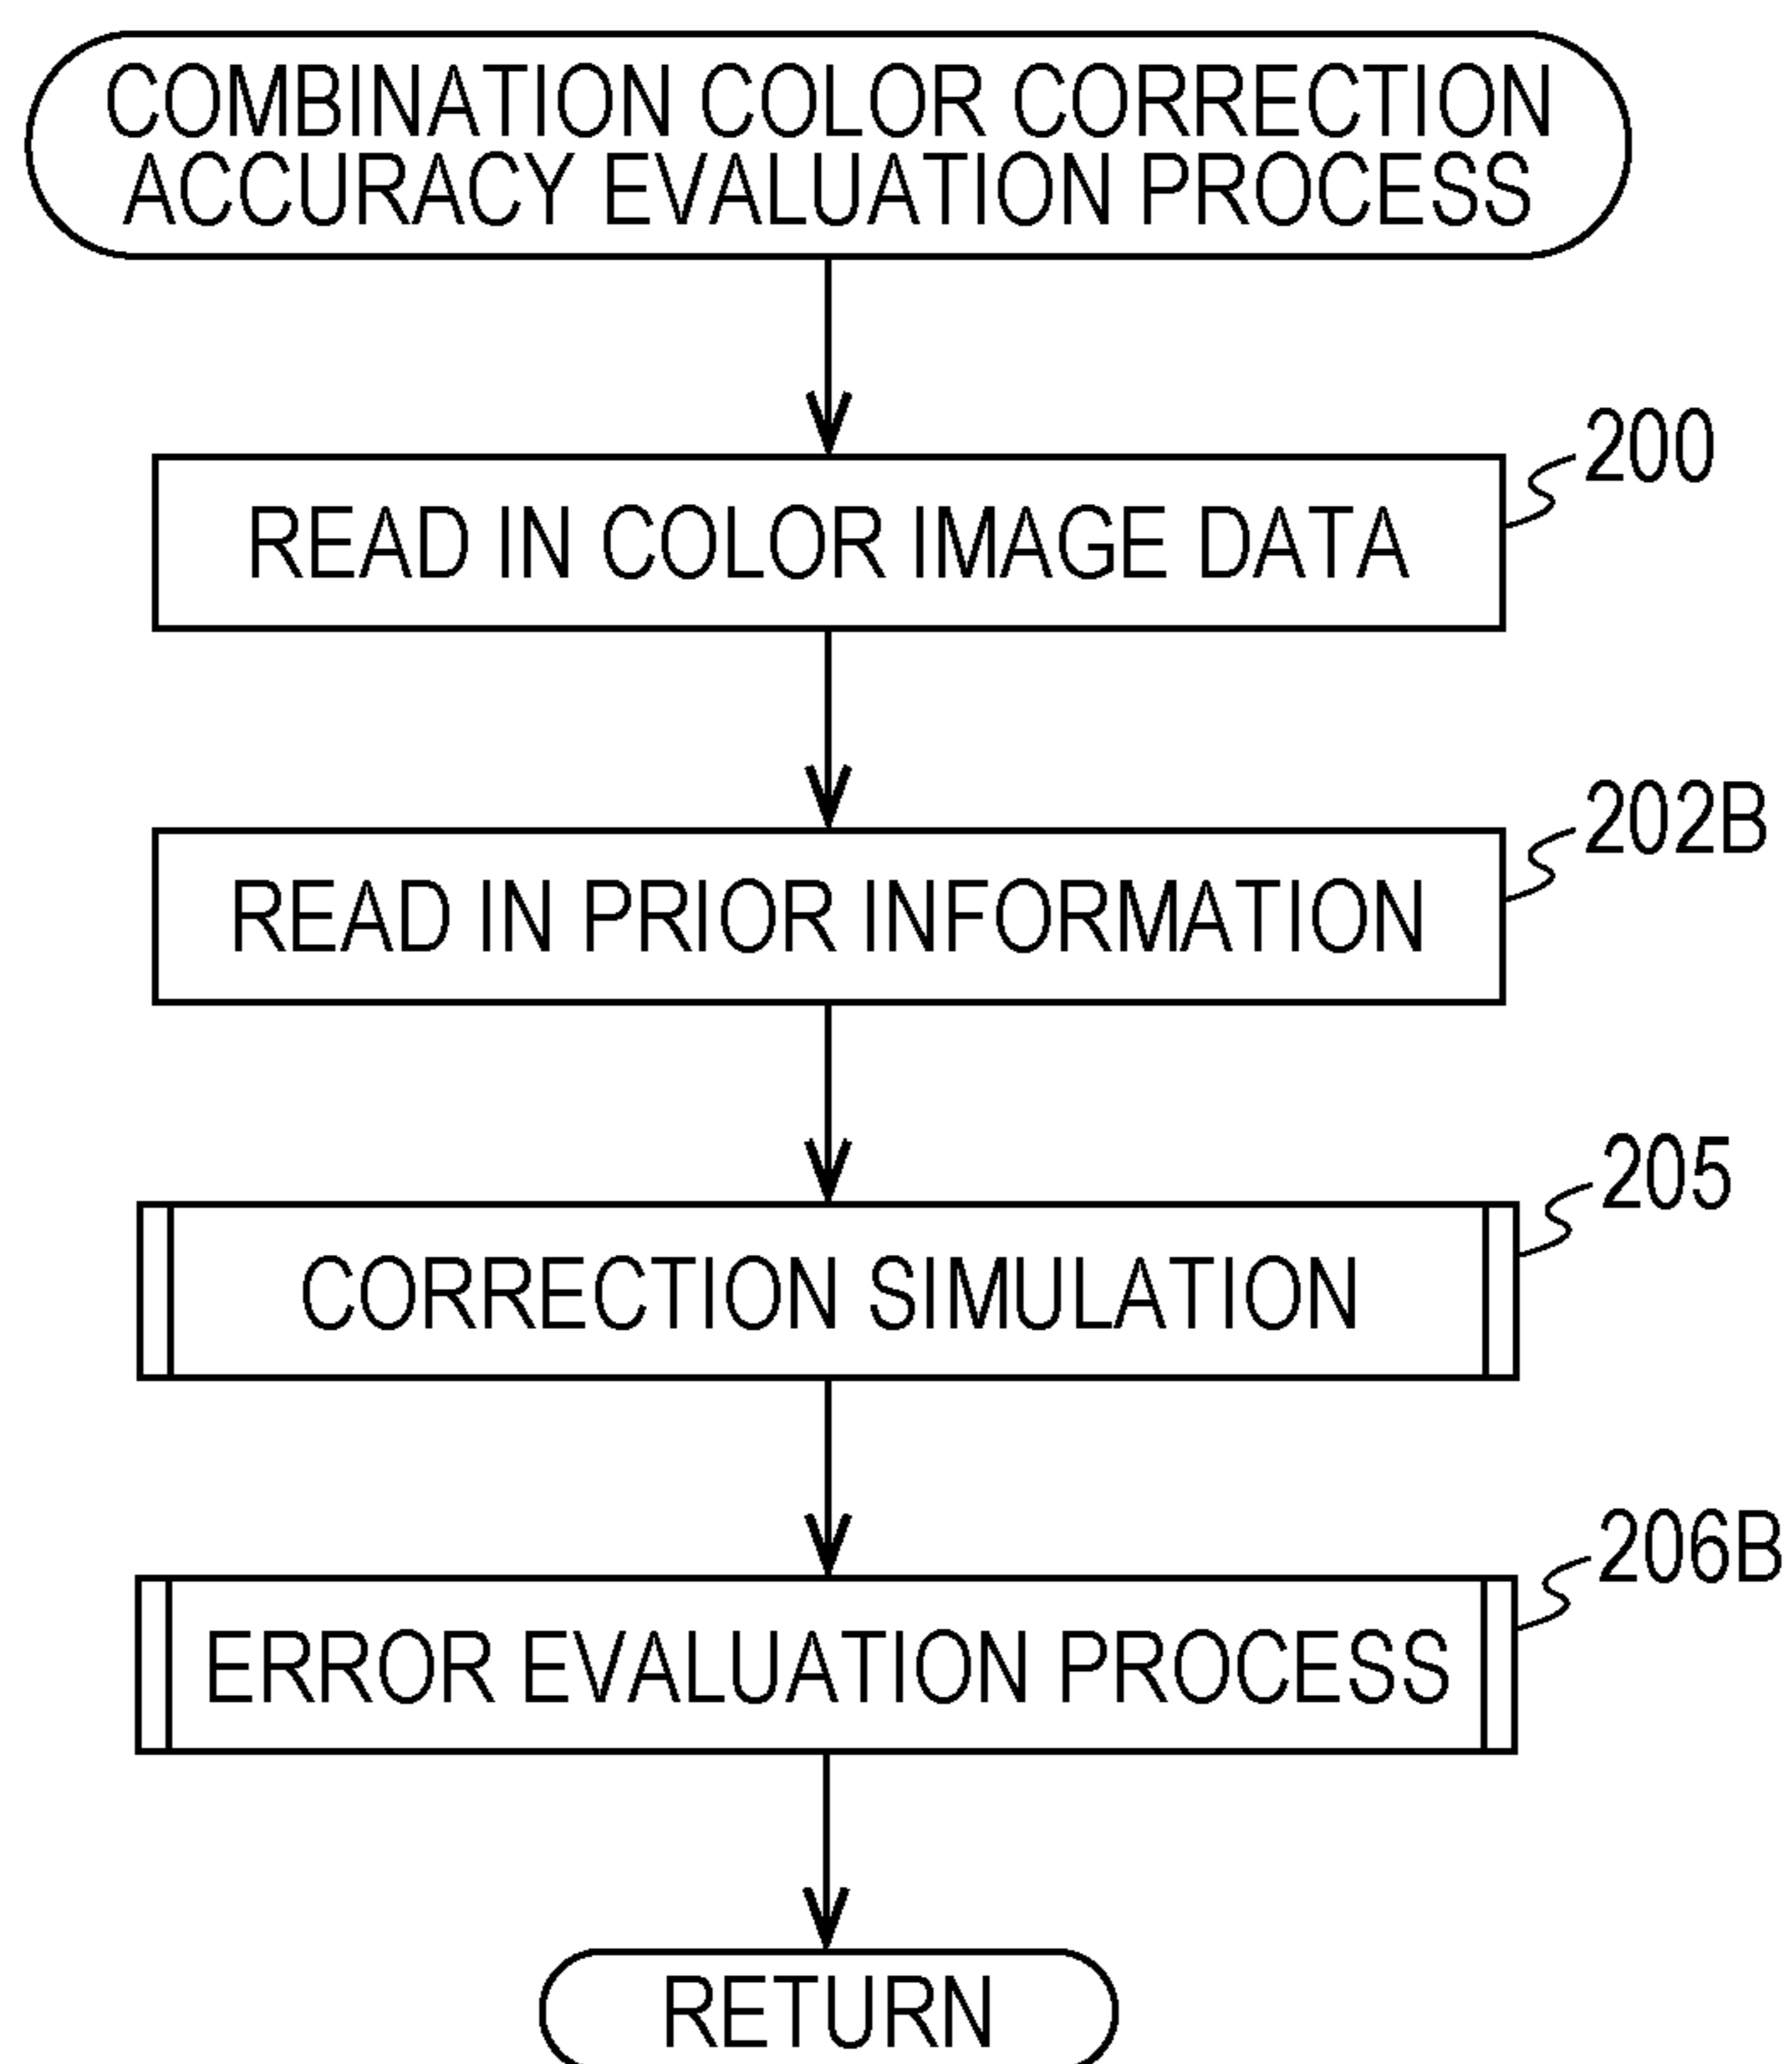 COMBINATION COLOR CORRECTION
ACCURACY EVALUATION PROCESS
200
READ IN COLOR IMAGE DATA
202B
READ IN PRIOR INFORMATION
205
CORRECTION SIMULATION
206B
ERROR EVALUATION PROCESS
RETURN